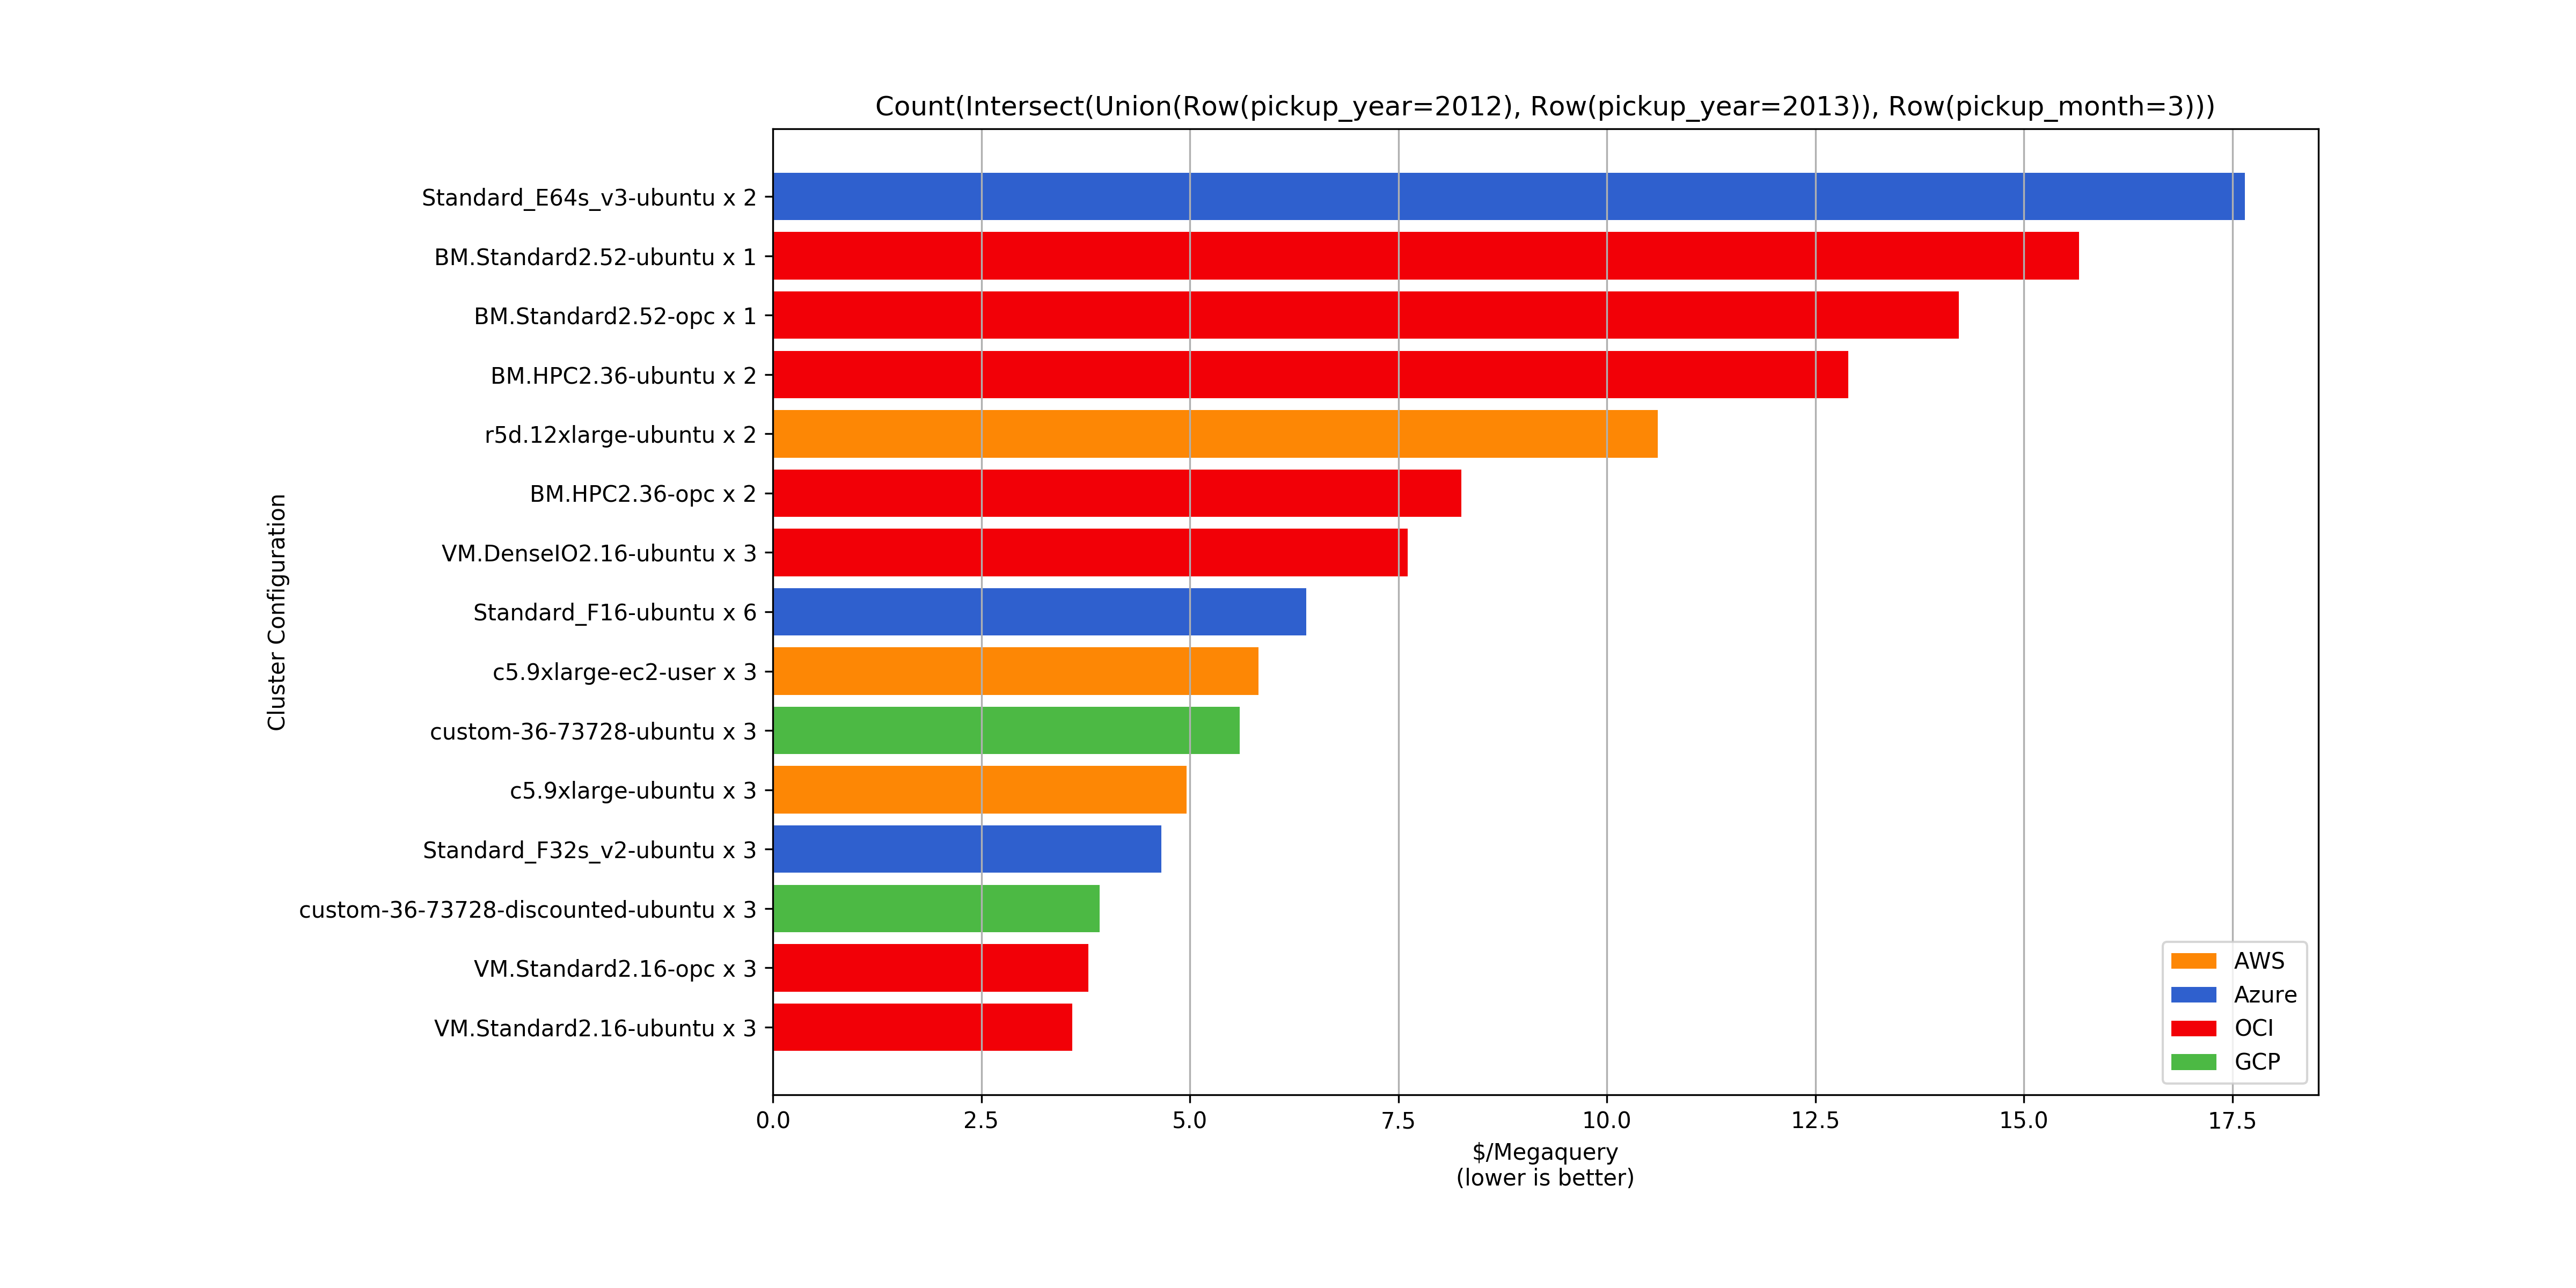 Count(Intersect(Union(Row(pickup_year=2012), Row(pickup_year=2013)), Row(pickup_month=3)))
Cluster Configuration
Standard_E64s_v3-ubuntu x 2
BM.Standard2.52-ubuntu x 1
BM.Standard2.52-opc x 1
BM.HPC2.36-ubuntu x 2
r5d.12xlarge-ubuntu x 2
BM.HPC2.36-opc x 2
VM.DenseIO2.16-ubuntu x 3
Standard_F16-ubuntu x 6
c5.9xlarge-ec2-user x 3
custom-36-73728-ubuntu x 3
c5.9xlarge-ubuntu x 3
Standard_F32s_v2-ubuntu x 3
custom-36-73728-discounted-ubuntu x 3
VM.Standard2.16-opc x 3
VM.Standard2.16-ubuntu x 3
AWS
Azure
OCI
GCP
0.0 2.5 5.0 7.5 10.0 12.5 15.0 17.5
$/Megaquery
(lower is better)